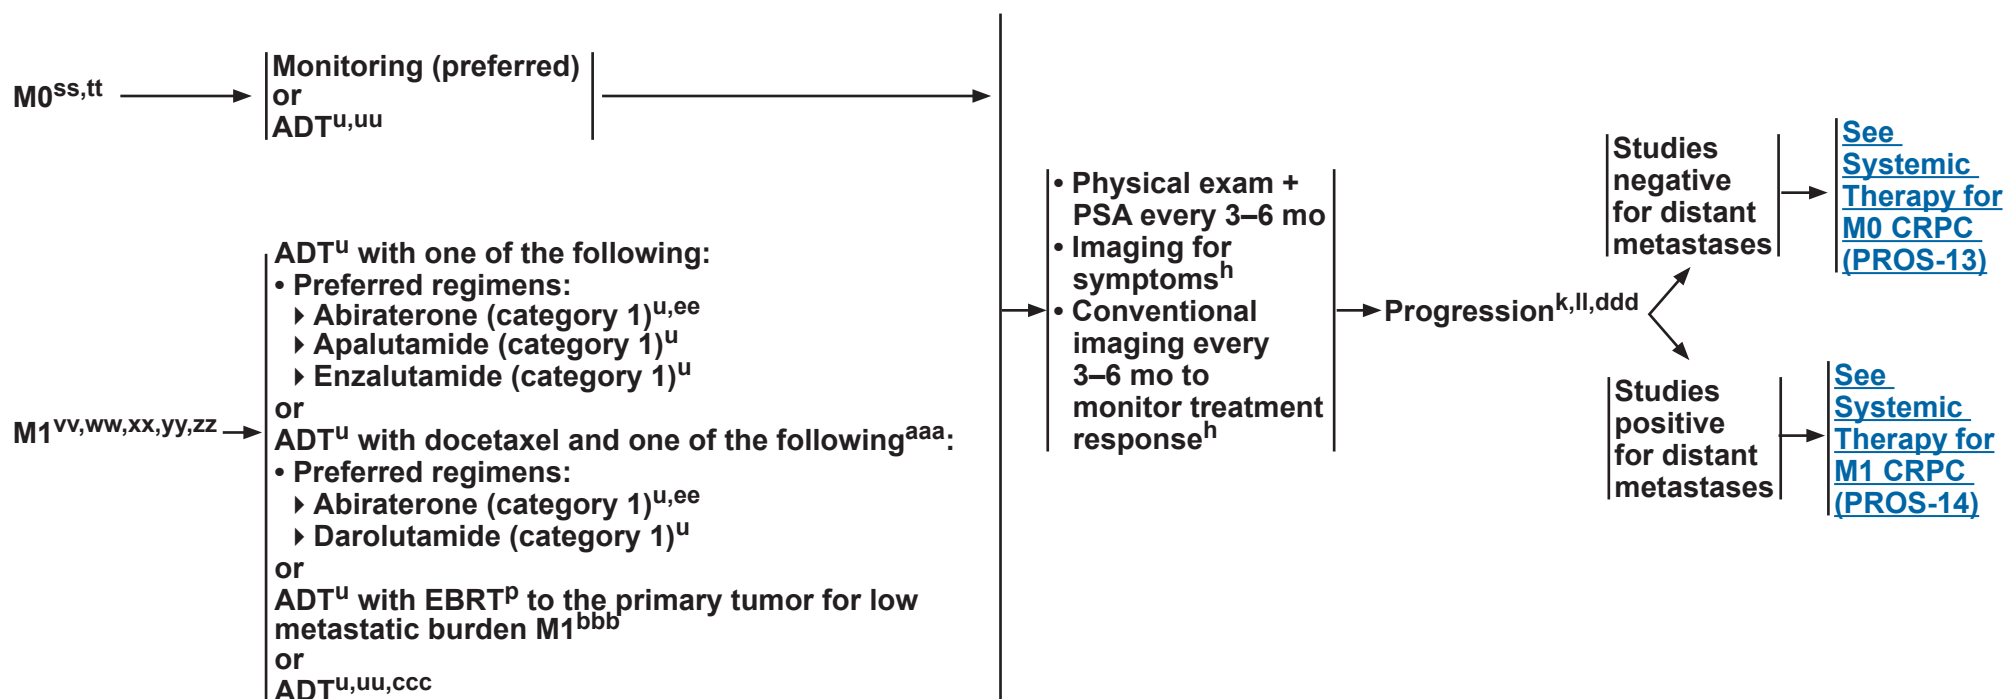 M0ss,tt
Monitoring (preferred)
or
ADTu,uu
M1vv,ww,xx,yy,zz
ADTu with one of the following:
• Preferred regimens:
▸ Abiraterone (category 1)u,ee
▸ Apalutamide (category 1)u
▸ Enzalutamide (category 1)u
or
ADTu with docetaxel and one of the followingaaa:
• Preferred regimens:
▸ Abiraterone (category 1)u,ee
▸ Darolutamide (category 1)u
or
ADTu with EBRTp to the primary tumor for low
metastatic burden M1bbb
or
ADTu,uu,ccc
• Physical exam +
PSA every 3–6 mo
• Imaging for
symptomsh
• Conventional
imaging every
3–6 mo to
monitor treatment
responseh
Progressionk,ll,ddd
Studies
negative
for distant
metastases
See
Systemic
Therapy for
M0 CRPC
(PROS-13)
Studies
positive
for distant
metastases
See
Systemic
Therapy for
M1 CRPC
(PROS-14)